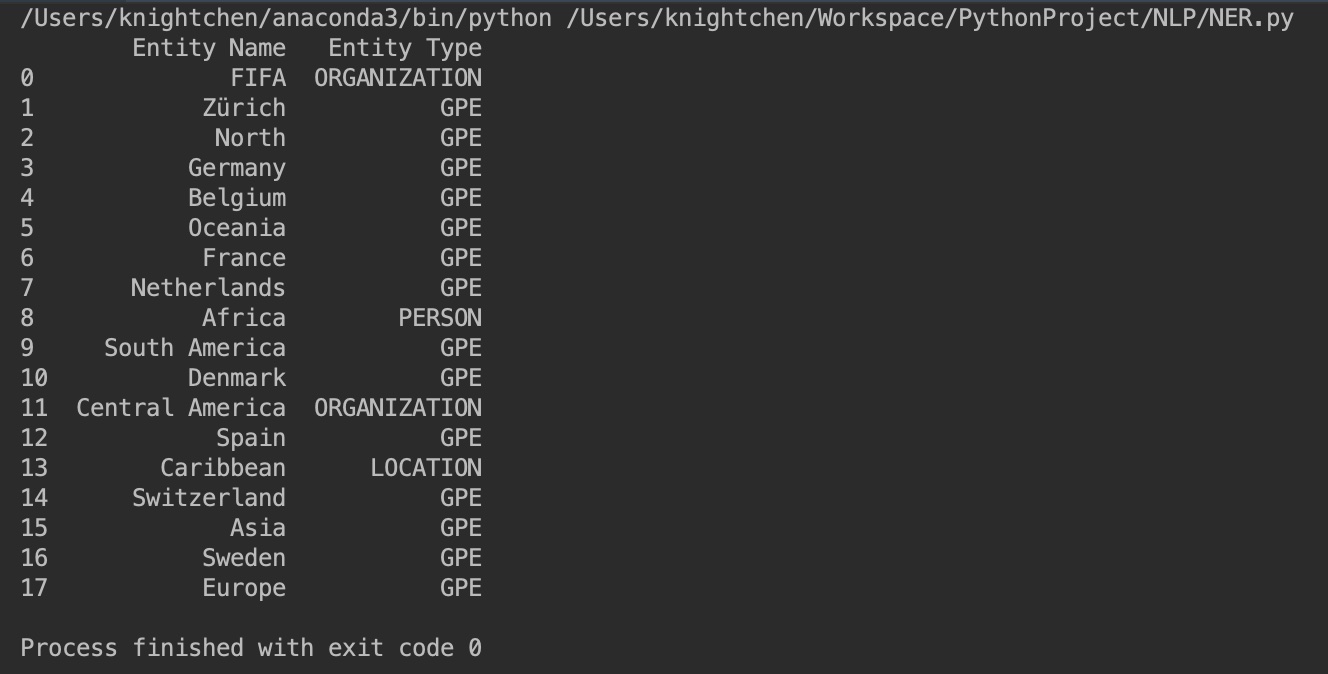 /Users/knightchen/anaconda3/bin/python /Users/knightchen/Workspace/PythonProject/NLP/NER.py
Entity Name Entity Type
0 FIFA ORGANIZATION
1 Zürich GPE
2 North GPE
3 Germany GPE
4 Belgium GPE
5 Oceania GPE
6 France GPE
7 Netherlands GPE
8 Africa PERSON
9 South America GPE
10 Denmark GPE
11 Central America ORGANIZATION
12 Spain GPE
13 Caribbean LOCATION
14 Switzerland GPE
15 Asia GPE
16 Sweden GPE
17 Europe GPE
Process finished with exit code 0